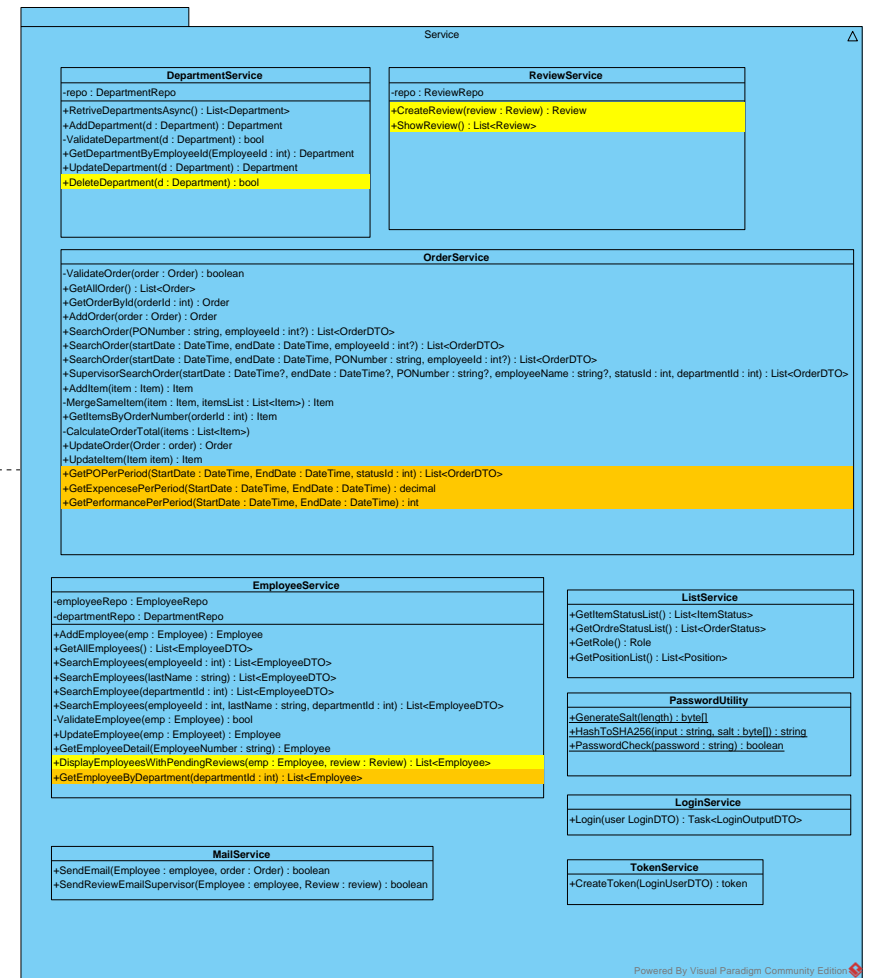 Service
DepartmentService
-repo : DepartmentRepo
+RetriveDepartmentsAsync() : List<Department>
+AddDepartment(d : Department) : Department
-ValidateDepartment(d : Department) : bool
+GetDepartmentByEmployeeId(EmployeeId : int) : Department
+UpdateDepartment(d : Department) : Department
+DeleteDepartment(d : Department) : bool
ReviewService
-repo : ReviewRepo
+CreateReview(review : Review) : Review
+ShowReview() : List<Review>
OrderService
-ValidateOrder(order : Order) : boolean
+GetAllOrder() : List<Order>
+GetOrderById(orderId : int) : Order
+AddOrder(order : Order) : Order
+SearchOrder(PONumber : string, employeeId : int?) : List<OrderDTO>
+SearchOrder(startDate : DateTime, endDate : DateTime, employeeId : int?) : List<OrderDTO>
+SearchOrder(startDate : DateTime, endDate : DateTime, PONumber : string, employeeId : int?) : List<OrderDTO>
+SupervisorSearchOrder(startDate : DateTime?, endDate : DateTime?, PONumber : string?, employeeName : string?, statusId : int, departmentId : int) : List<OrderDTO>
+AddItem(item : Item) : Item
-MergeSameItem(item : Item, itemsList : List<Item>) : Item
+GetItemsByOrderNumber(orderId : int) : Item
-CalculateOrderTotal(items : List<Item>)
+UpdateOrder(Order : order) : Order
+UpdateItem(Item item) : Item
+GetPOPerPeriod(StartDate : DateTime, EndDate : DateTime, statusId : int) : List<OrderDTO>
+GetExpencesePerPeriod(StartDate : DateTime, EndDate : DateTime) : decimal
+GetPerformancePerPeriod(StartDate : DateTime, EndDate : DateTime) : int
EmployeeService
-employeeRepo : EmployeeRepo
-departmentRepo : DepartmentRepo
+AddEmployee(emp : Employee) : Employee
+GetAllEmployees() : List<EmployeeDTO>
+SearchEmployees(employeeId : int) : List<EmployeeDTO>
+SearchEmployees(lastName : string) : List<EmployeeDTO>
+SearchEmployee(departmentId : int) : List<EmployeeDTO>
+SearchEmployees(employeeId : int, lastName : string, departmentId : int) : List<EmployeeDTO>
-ValidateEmployee(emp : Employee) : bool
+UpdateEmployee(emp : Employeet) : Employee
+GetEmployeeDetail(EmployeeNumber : string) : Employee
+DisplayEmployeesWithPendingReviews(emp : Employee, review : Review) : List<Employee>
+GetEmployeeByDepartment(departmentId : int) : List<Employee>
ListService
+GetItemStatusList() : List<ItemStatus>
+GetOrdreStatusList() : List<OrderStatus>
+GetRole() : Role
+GetPositionList() : List<Position>
PasswordUtility
+GenerateSalt(length) : byte[]
+HashToSHA256(input : string, salt : byte[]) : string
+PasswordCheck(password : string) : boolean
LoginService
+Login(user LoginDTO) : Task<LoginOutputDTO>
MailService
+SendEmail(Employee : employee, order : Order) : boolean
+SendReviewEmailSupervisor(Employee : employee, Review : review) : boolean
TokenService
+CreateToken(LoginUserDTO) : token
Powered By Visual Paradigm Community Edition